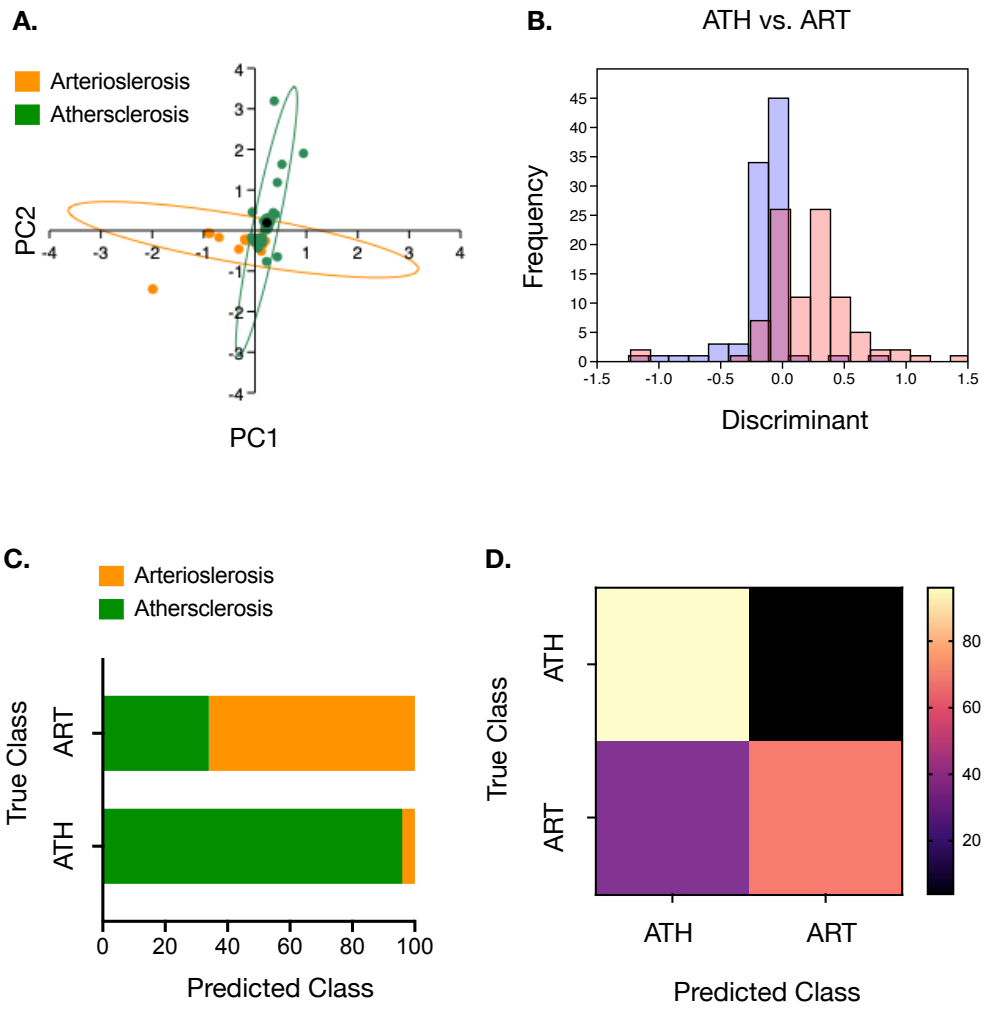 A.
Arterioslerosis
Athersclerosis
4
3
2
1
-4 -3 -2 -1 1 2 3 4
-1
-2
-3
-4
PC2
PC1
B.
ATH vs. ART
45
40
35
30
25
20
15
10
5
0
-1.5 -1.0 -0.5 0.0 0.5 1.0 1.5
Frequency
Discriminant
C.
Arterioslerosis
Athersclerosis
True Class
ART
ATH
0 20 40 60 80 100
Predicted Class
D.
True Class
ATH
ART
ATH ART
Predicted Class
80
60
40
20